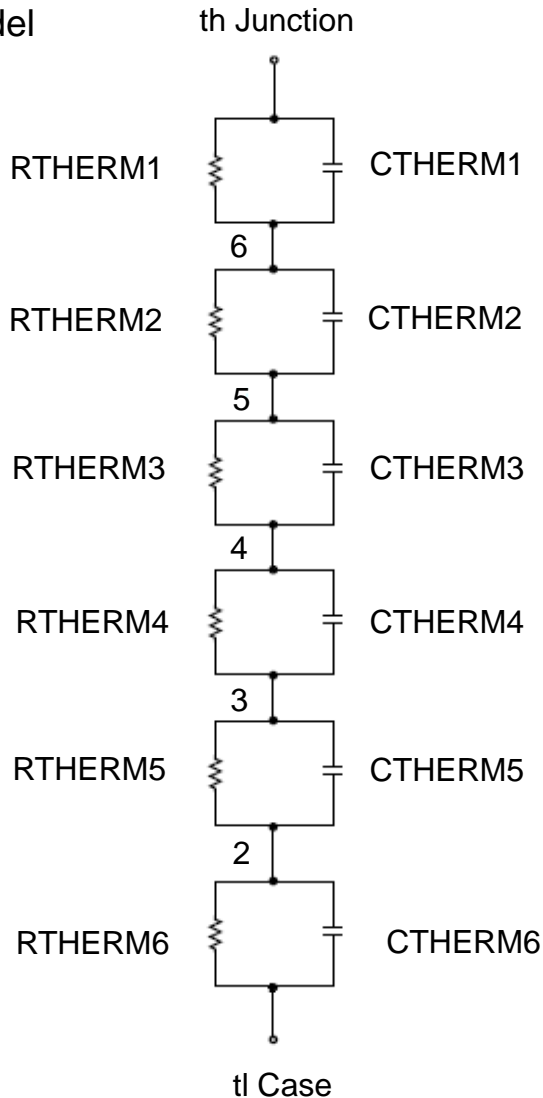 del
th Junction
RTHERM1 CTHERM1
6
RTHERM2 CTHERM2
5
RTHERM3 CTHERM3
4
RTHERM4 CTHERM4
3
RTHERM5 CTHERM5
2
RTHERM6 CTHERM6
tl Case